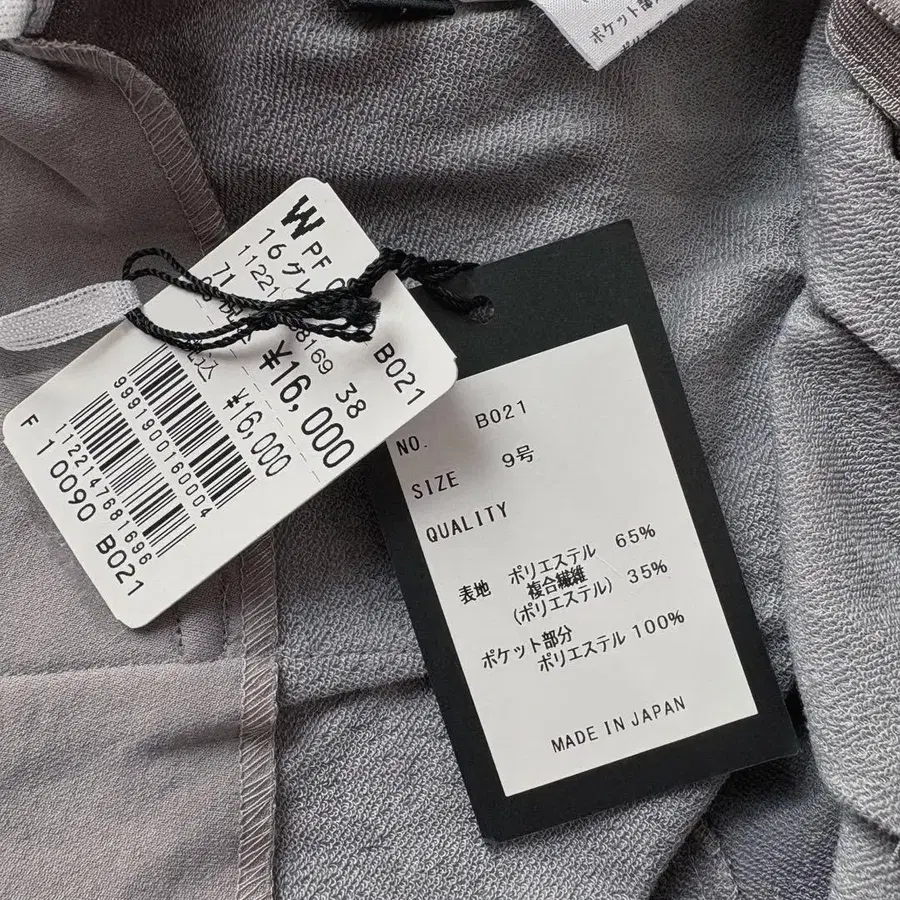 ポケット部
W
PF
B021
16グレ
38
¥16,000
¥16,000
9991900160004
1122147681696
F
1 0090 B021
NO. B021
SIZE 9号
QUALITY
表地 ポリエステル 65%
複合繊維 35%
(ポリエステル)
ポケット部分
ポリエステル 100%
MADE IN JAPAN